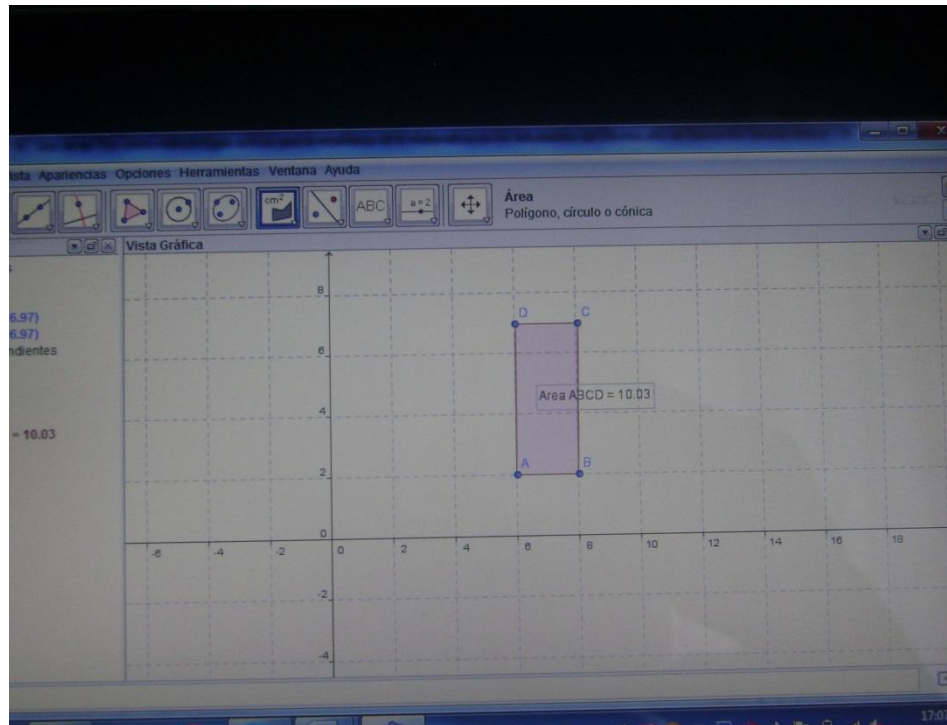 Apariencias Opciones Herramientas Ventana Ayuda
cm²
ABC
a = 2
Área
Polígono, círculo o cónica
Vista Gráfica
6.97)
6.97)
ndientes
= 10.03
8
6
4
2
0
-2
-4
-6
-4
-2
0
2
4
6
8
10
12
14
16
18
D
C
Area ABCD = 10.03
A
B